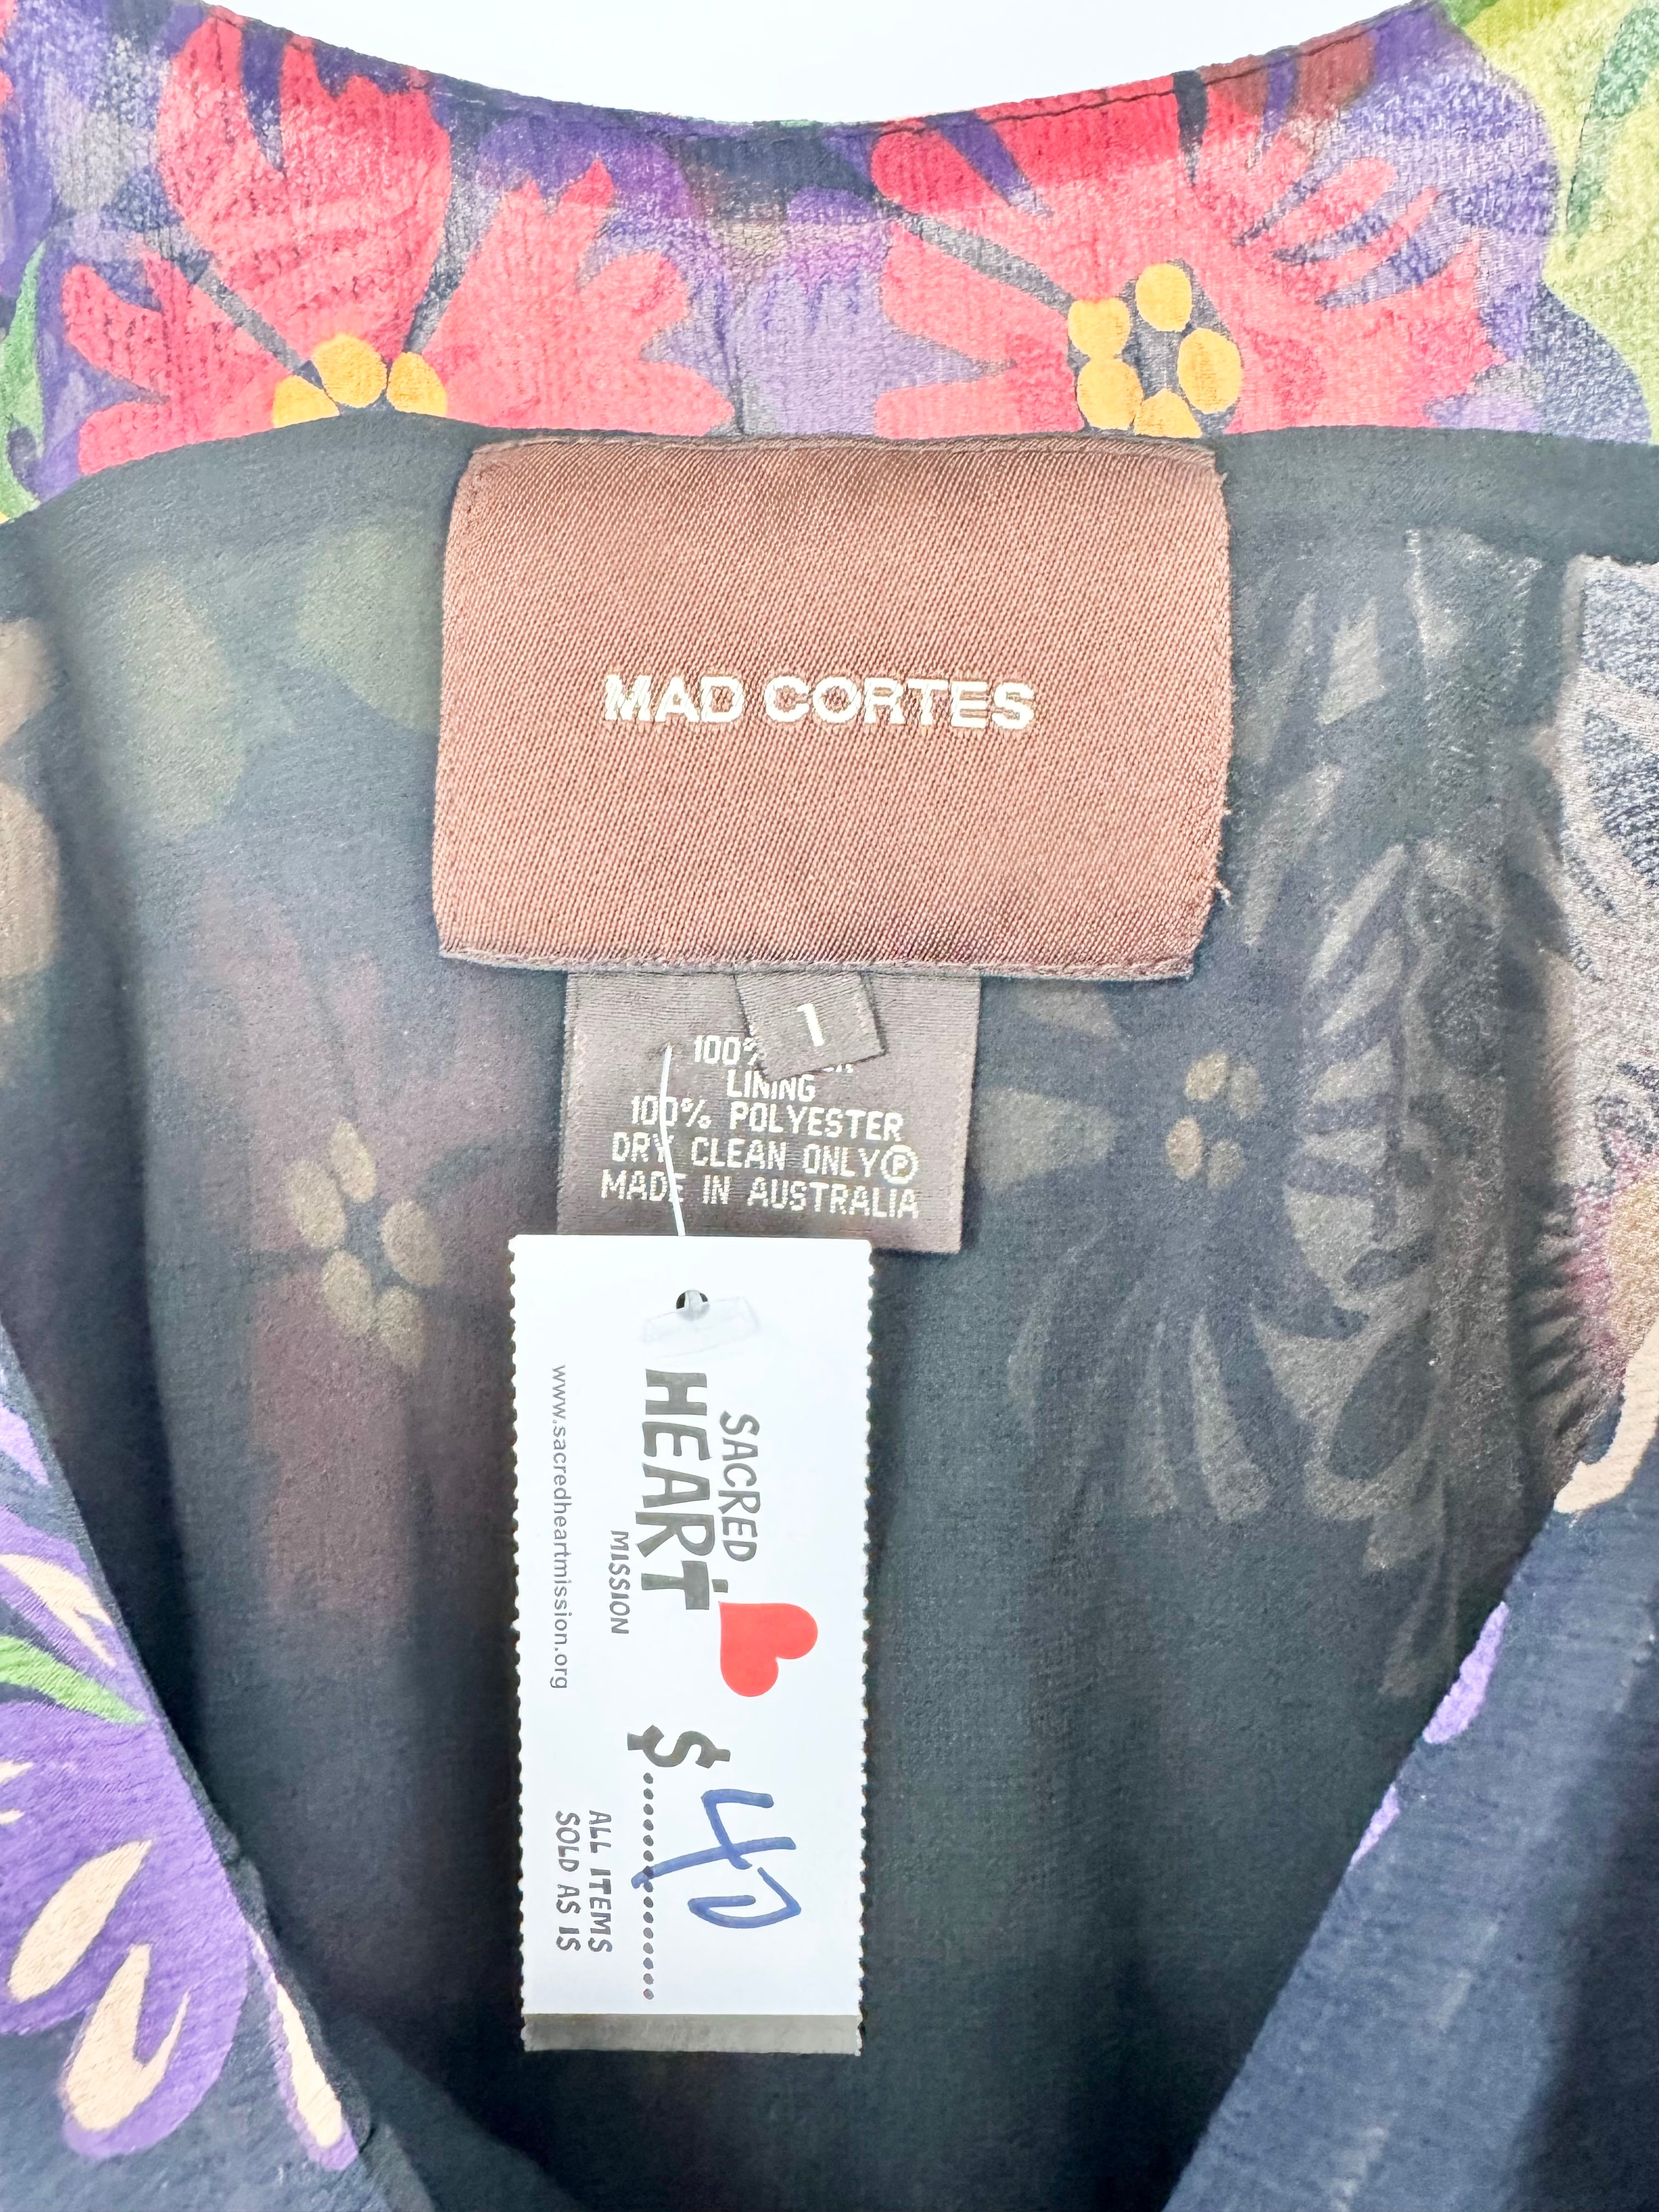 MAD CORTES
1
100%
LINING
100% POLYESTER
DRY CLEAN ONLY Ⓟ
MADE IN AUSTRALIA
SACRED
HEART
MISSION
www.sacredheartmission.org
$ 40
ALL ITEMS
SOLD AS IS